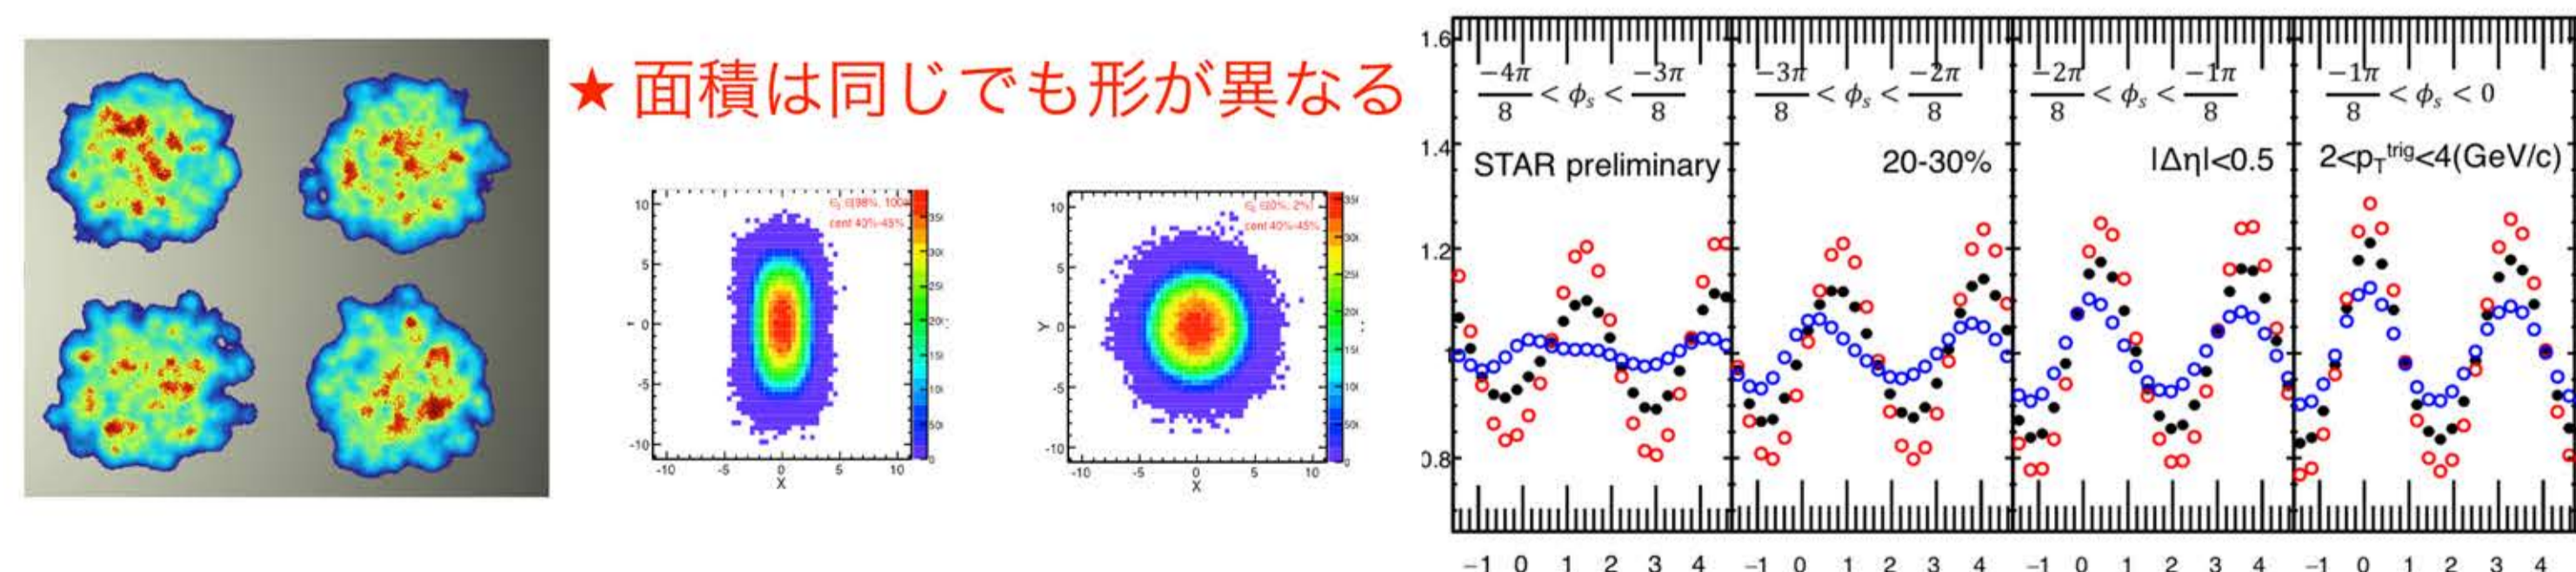 ★ 面積は同じでも形が異なる
cent 40%-45%
10
5
0
-5
-10
-10 -5 0 5 10
X
cent 40%-45%
10
5
0
-5
-10
-10 -5 0 5 10
X
Y
1.6
1.4
1.2
0.8
-4π/8 < ϕs < -3π/8
-3π/8 < ϕs < -2π/8
-2π/8 < ϕs < -1π/8
-1π/8 < ϕs < 0
STAR preliminary
20-30%
|Δη|<0.5
2<pT^trig<4(GeV/c)
−1 0 1 2 3 4
−1 0 1 2 3 4
−1 0 1 2 3 4
−1 0 1 2 3 4